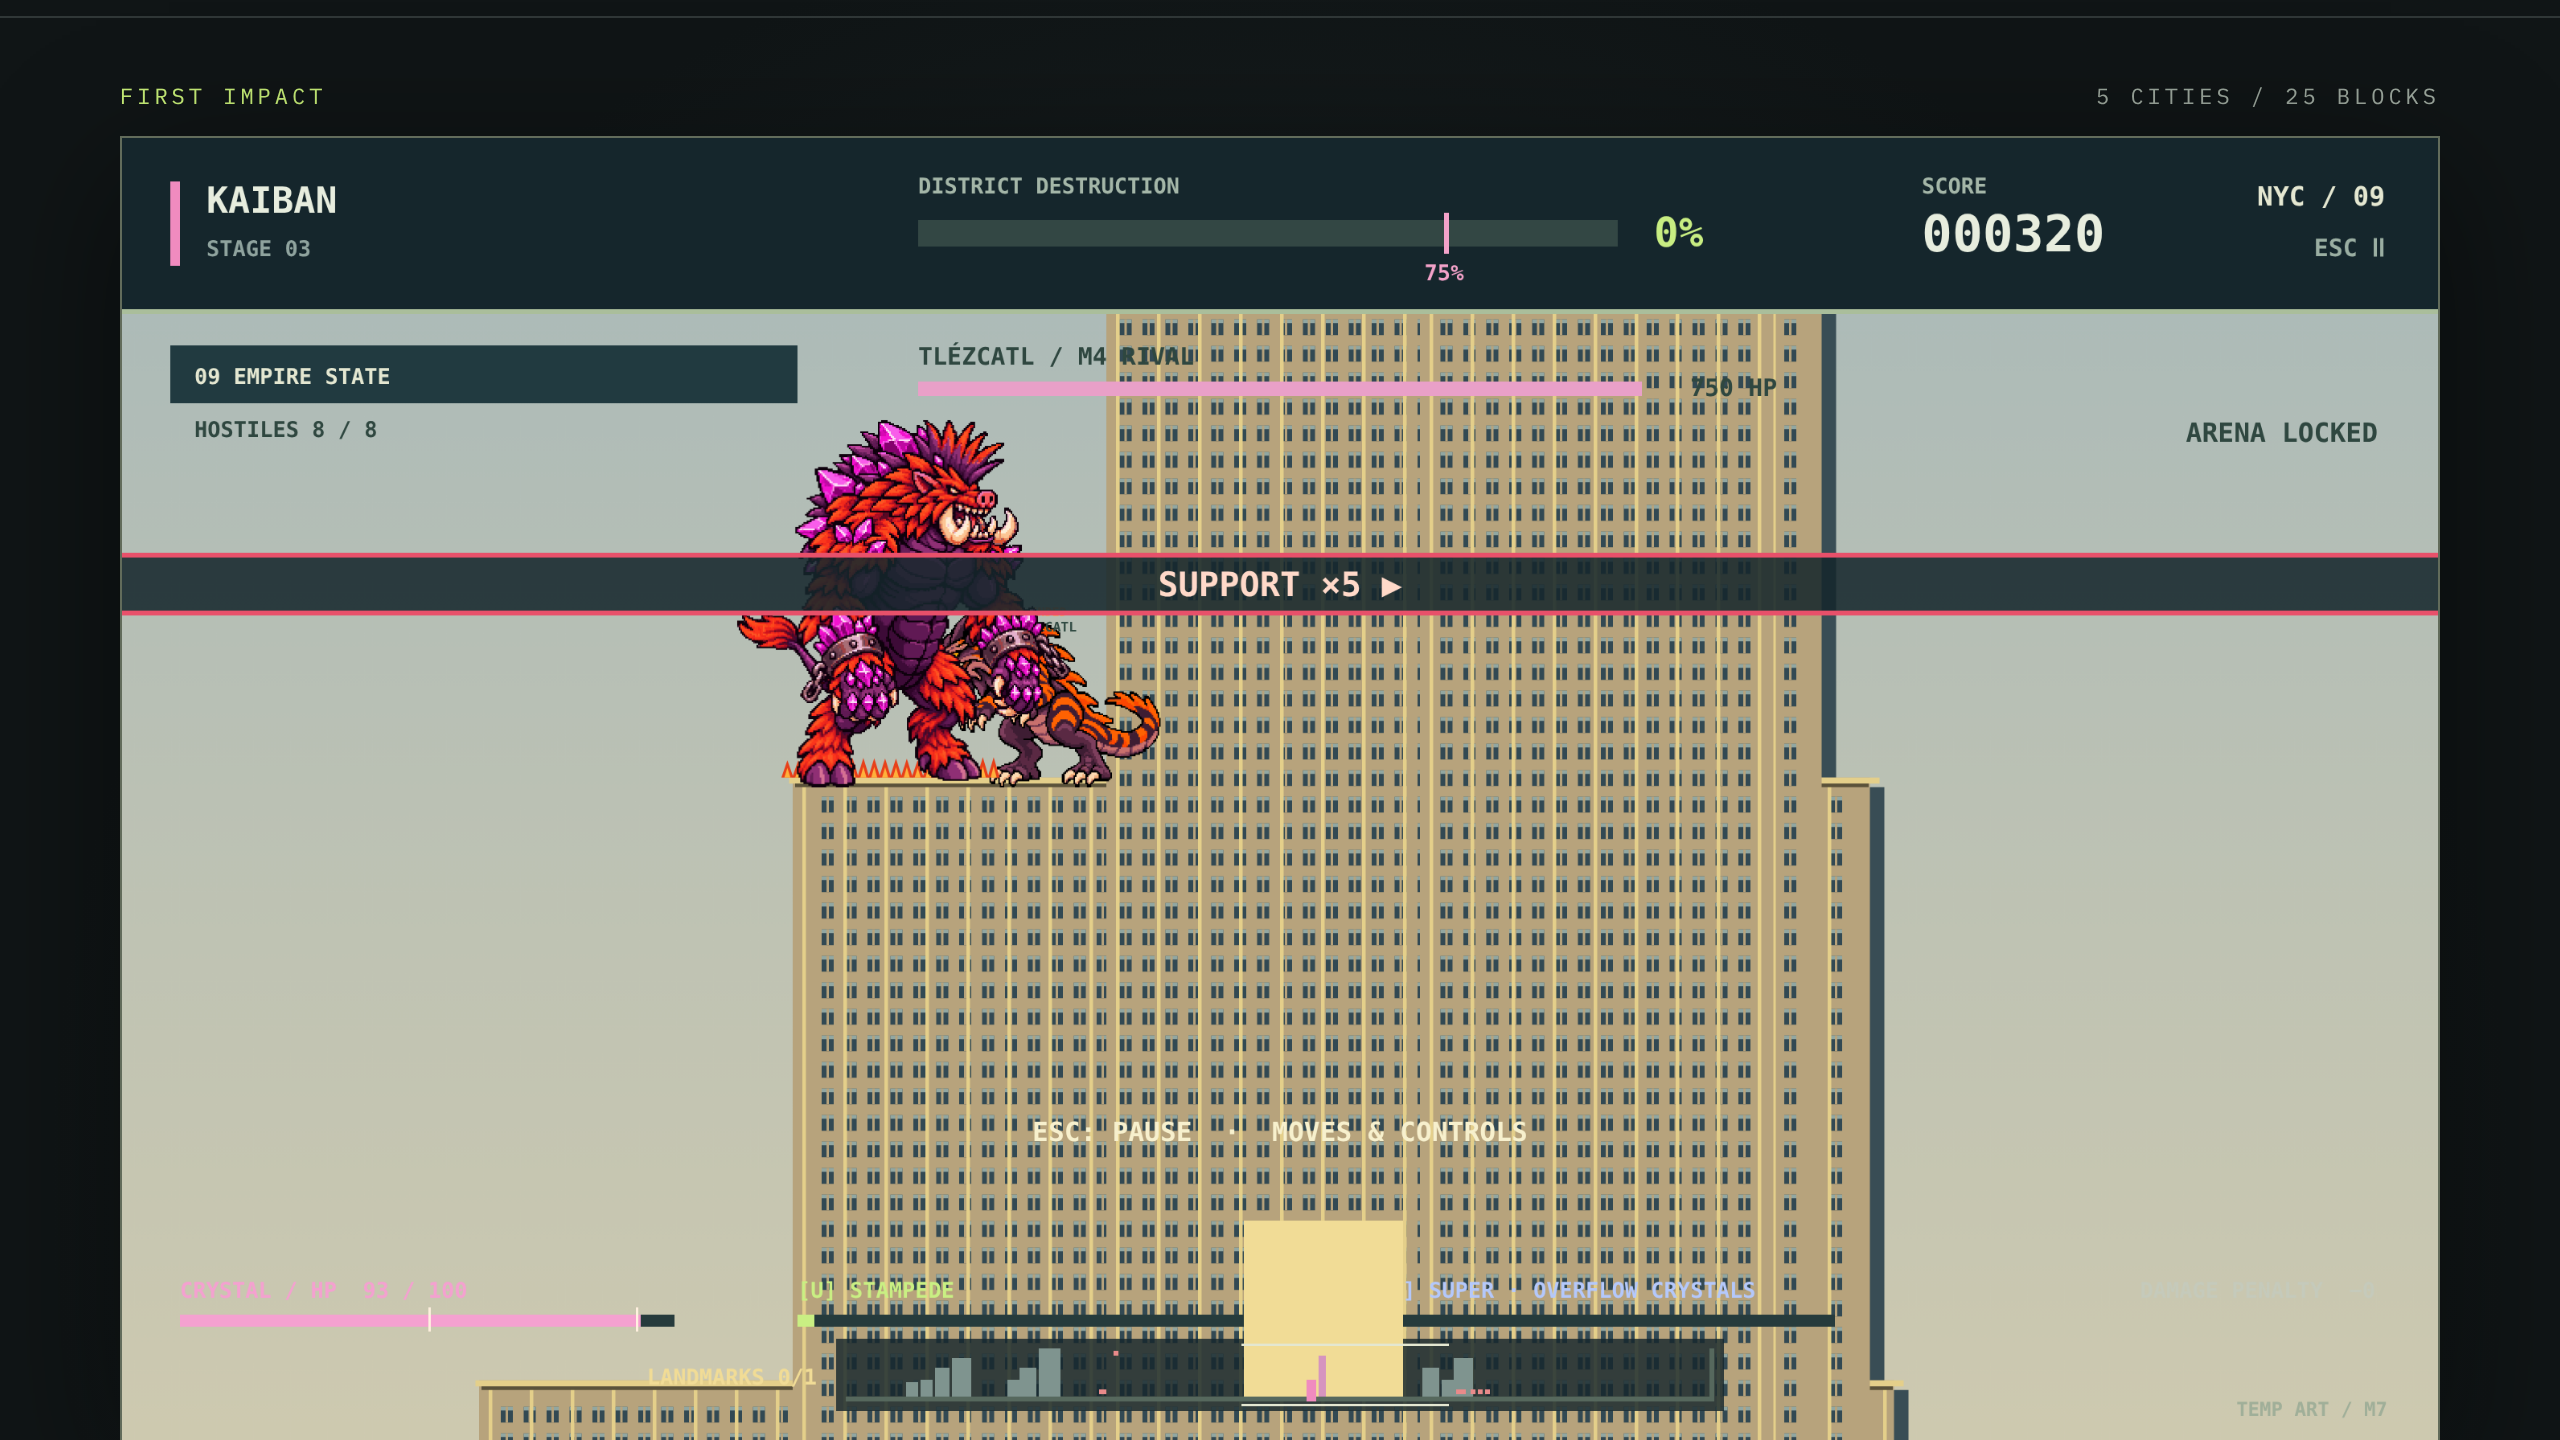 FIRST IMPACT
5 CITIES / 25 BLOCKS
KAIBAN
STAGE 03
DISTRICT DESTRUCTION
0%
75%
SCORE
000320
NYC / 09
ESC II
09 EMPIRE STATE
HOSTILES 8 / 8
TLÉZCATL / M4 RIVAL
750 HP
ARENA LOCKED
SUPPORT ×5 ▶
CATL
ESC: PAUSE · MOVES & CONTROLS
CRYSTAL / HP 93 / 100
[U] STAMPEDE
] SUPER · OVERFLOW CRYSTALS
LANDMARKS 0/1
TEMP ART / M7